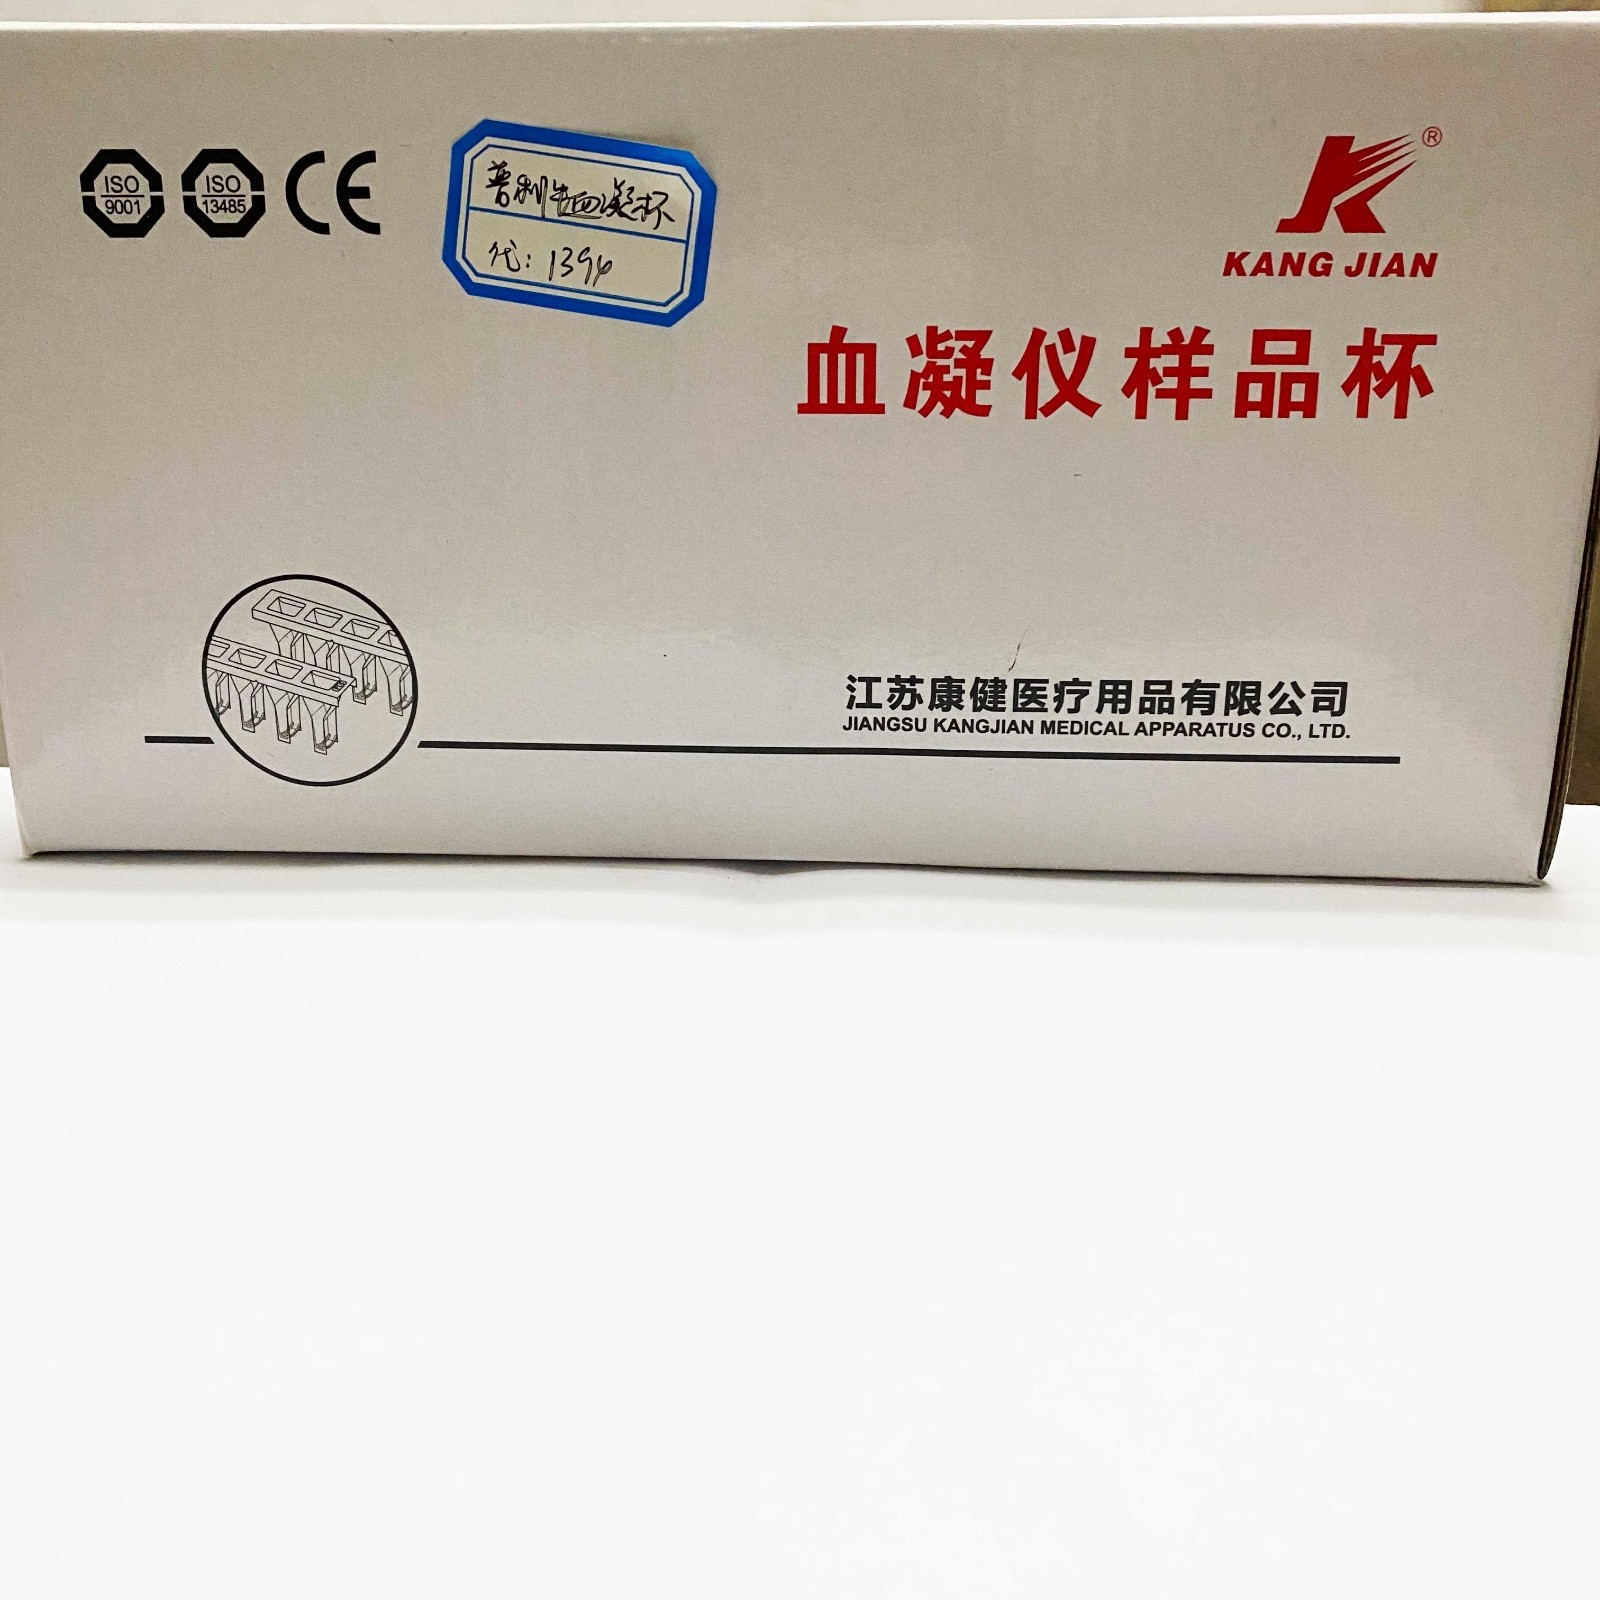 ISO
9001
ISO
13485
CE
普利生血凝杯
代：1394
®
KANG JIAN
血凝仪样品杯
江苏康健医疗用品有限公司
JIANGSU KANGJIAN MEDICAL APPARATUS CO., LTD.